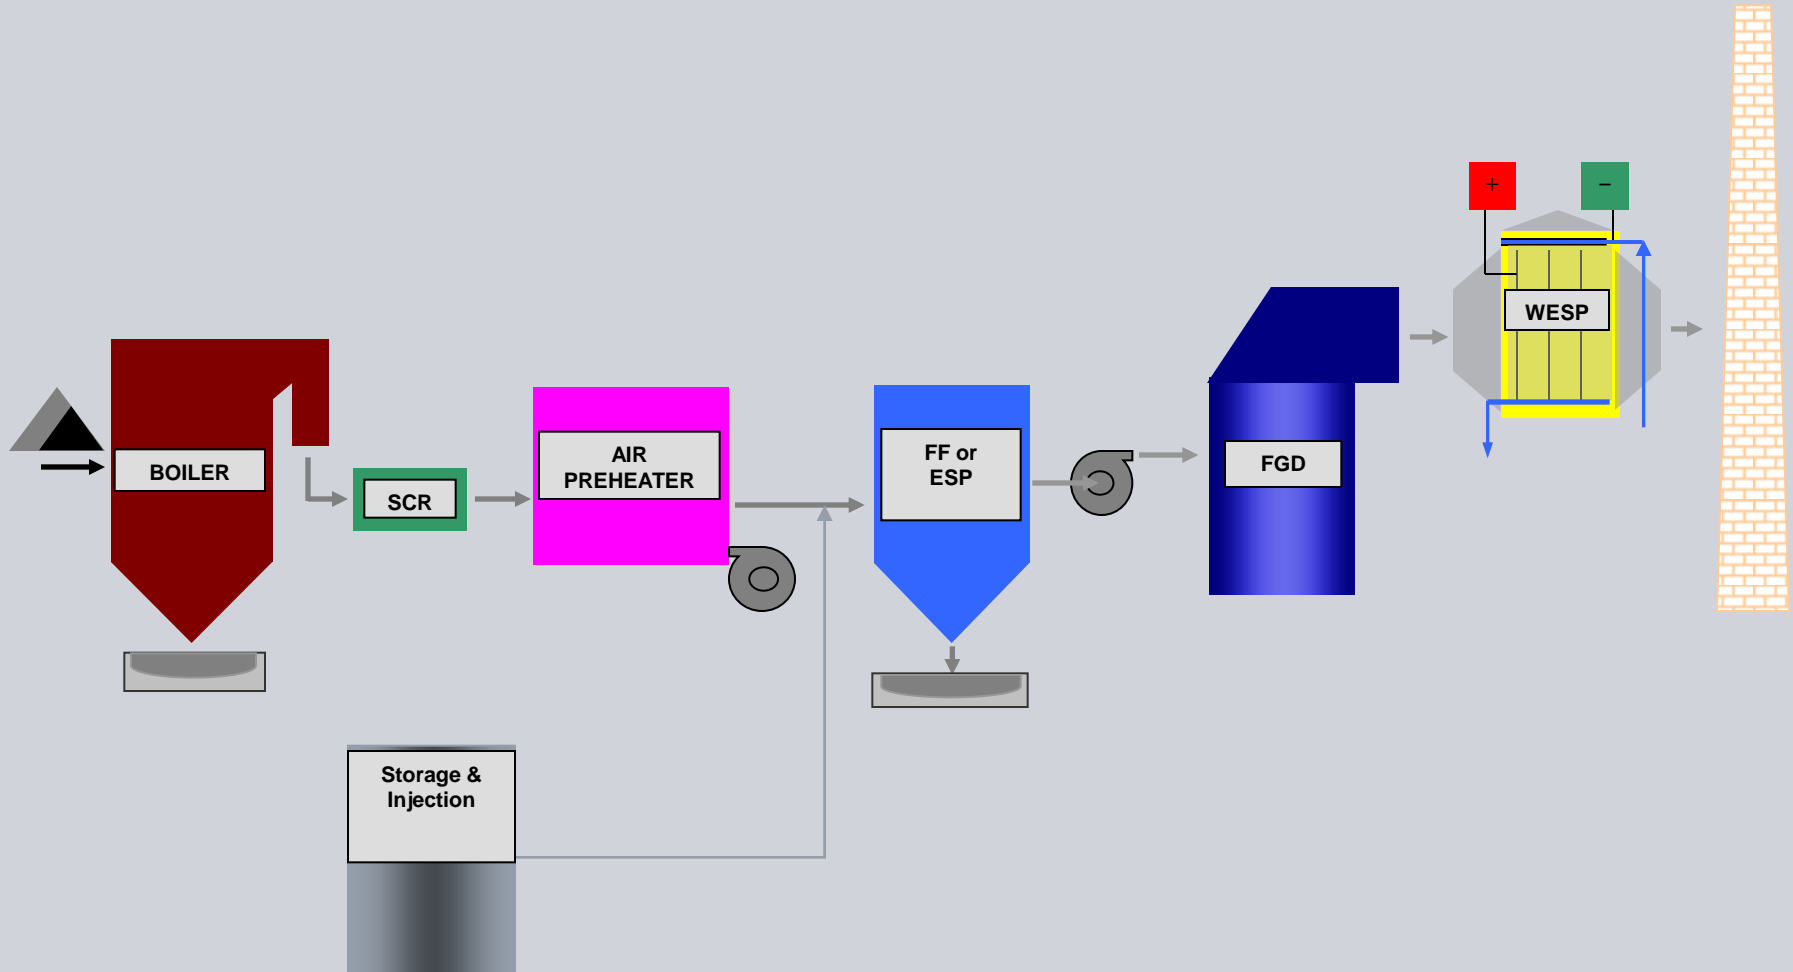 +
−
WESP
BOILER
SCR
AIR
PREHEATER
FF or
ESP
FGD
Storage &
Injection